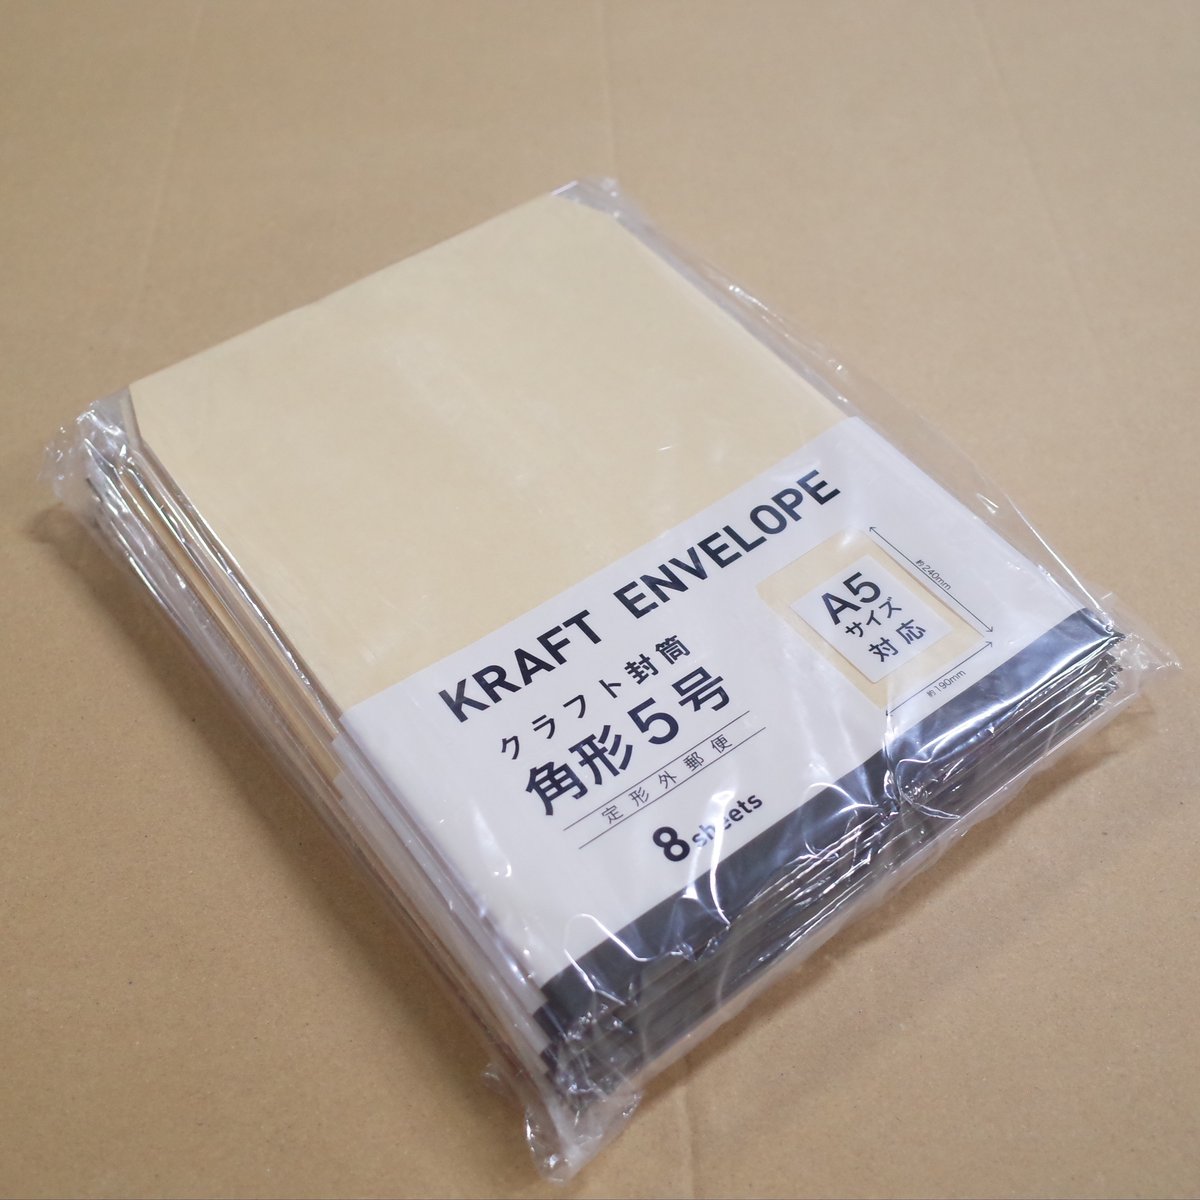 KRAFT ENVELOPE
クラフト封筒
角形5号
定形外郵便
8 sheets
A5
サイズ
対応
約240mm
約190mm